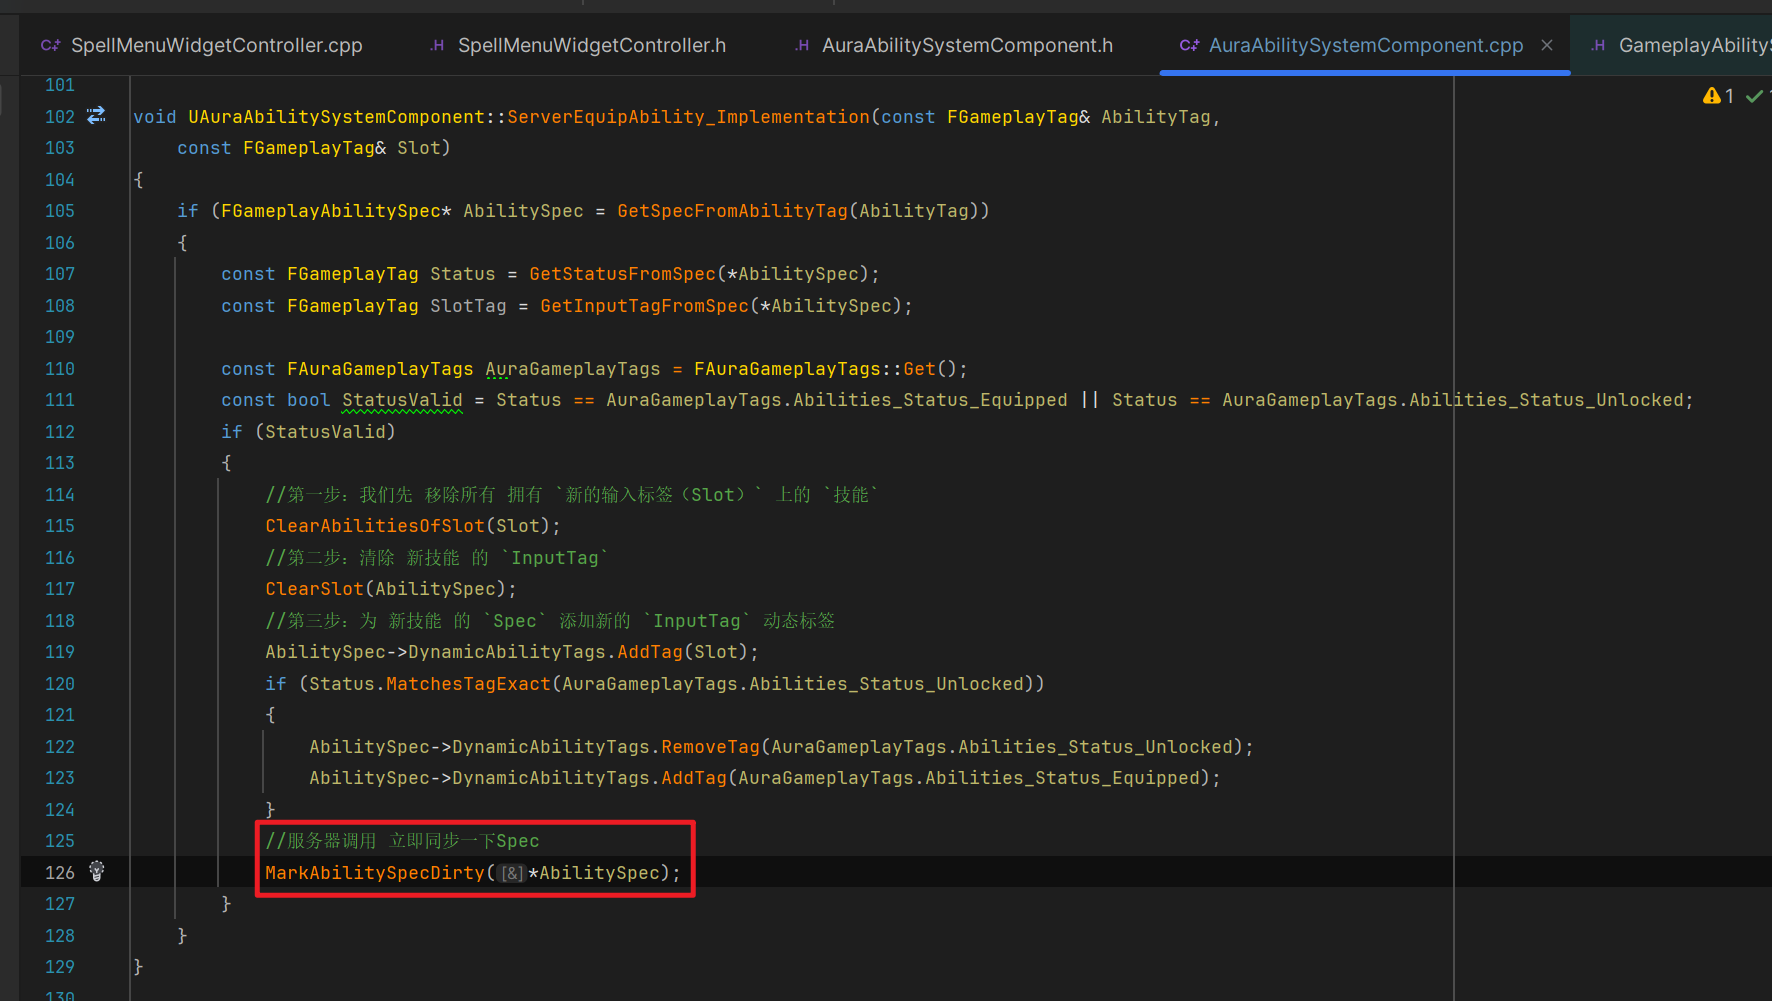 SpellMenuWidgetController.cpp
SpellMenuWidgetController.h
AuraAbilitySystemComponent.h
AuraAbilitySystemComponent.cpp
GameplayAbilityS
1
101
102 void UAuraAbilitySystemComponent::ServerEquipAbility_Implementation(const FGameplayTag& AbilityTag,
103 const FGameplayTag& Slot)
104 {
105 if (FGameplayAbilitySpec* AbilitySpec = GetSpecFromAbilityTag(AbilityTag))
106 {
107 const FGameplayTag Status = GetStatusFromSpec(*AbilitySpec);
108 const FGameplayTag SlotTag = GetInputTagFromSpec(*AbilitySpec);
109
110 const FAuraGameplayTags AuraGameplayTags = FAuraGameplayTags::Get();
111 const bool StatusValid = Status == AuraGameplayTags.Abilities_Status_Equipped || Status == AuraGameplayTags.Abilities_Status_Unlocked;
112 if (StatusValid)
113 {
114 //第一步：我们先 移除所有 拥有 `新的输入标签（Slot）` 上的 `技能`
115 ClearAbilitiesOfSlot(Slot);
116 //第二步：清除 新技能 的 `InputTag`
117 ClearSlot(AbilitySpec);
118 //第三步：为 新技能 的 `Spec` 添加新的 `InputTag` 动态标签
119 AbilitySpec->DynamicAbilityTags.AddTag(Slot);
120 if (Status.MatchesTagExact(AuraGameplayTags.Abilities_Status_Unlocked))
121 {
122 AbilitySpec->DynamicAbilityTags.RemoveTag(AuraGameplayTags.Abilities_Status_Unlocked);
123 AbilitySpec->DynamicAbilityTags.AddTag(AuraGameplayTags.Abilities_Status_Equipped);
124 }
125 //服务器调用 立即同步一下Spec
126 MarkAbilitySpecDirty([&]*AbilitySpec);
127 }
128 }
129 }
130